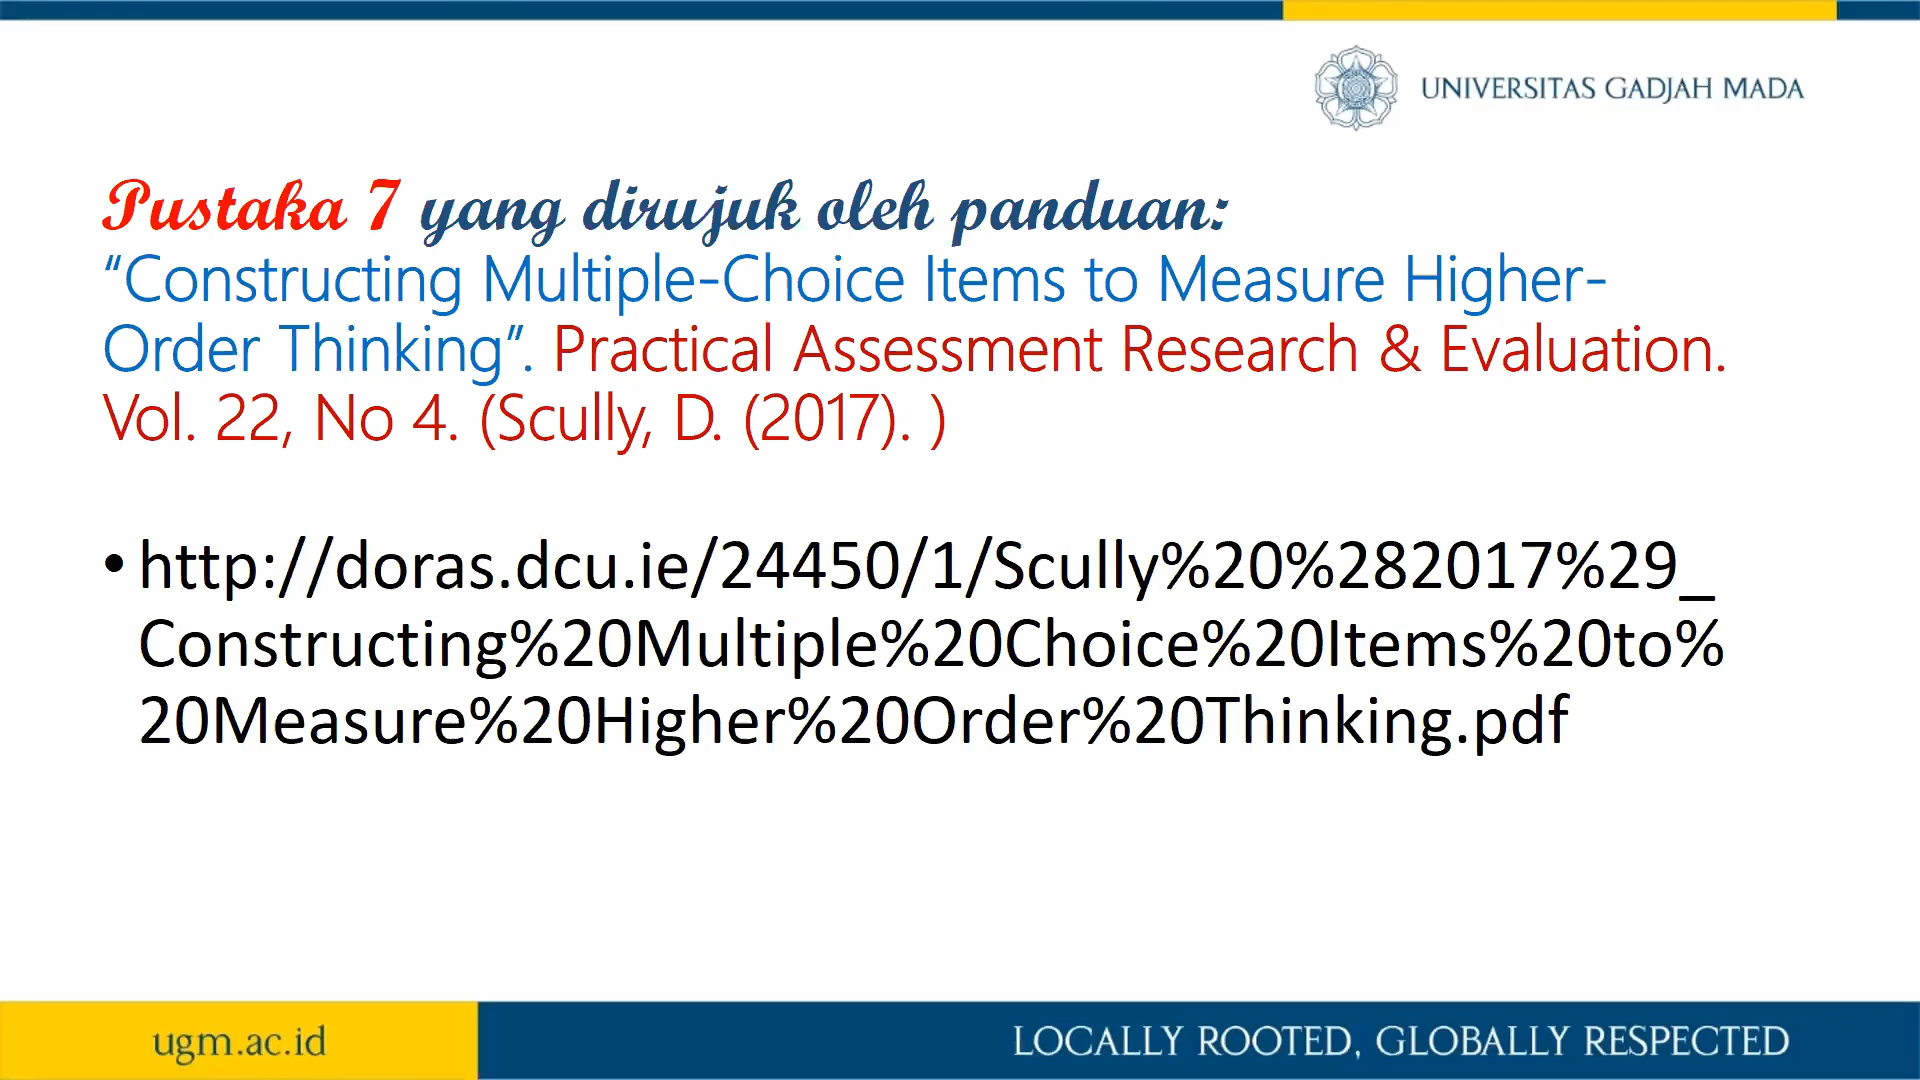 UNIVERSITAS GADJAH MADA
Pustaka 7 yang dirujuk oleh panduan:
“Constructing Multiple-Choice Items to Measure Higher-
Order Thinking”. Practical Assessment Research & Evaluation.
Vol. 22, No 4. (Scully, D. (2017). )
• http://doras.dcu.ie/24450/1/Scully%20%282017%29_
Constructing%20Multiple%20Choice%20Items%20to%
20Measure%20Higher%20Order%20Thinking.pdf
ugm.ac.id
LOCALLY ROOTED, GLOBALLY RESPECTED